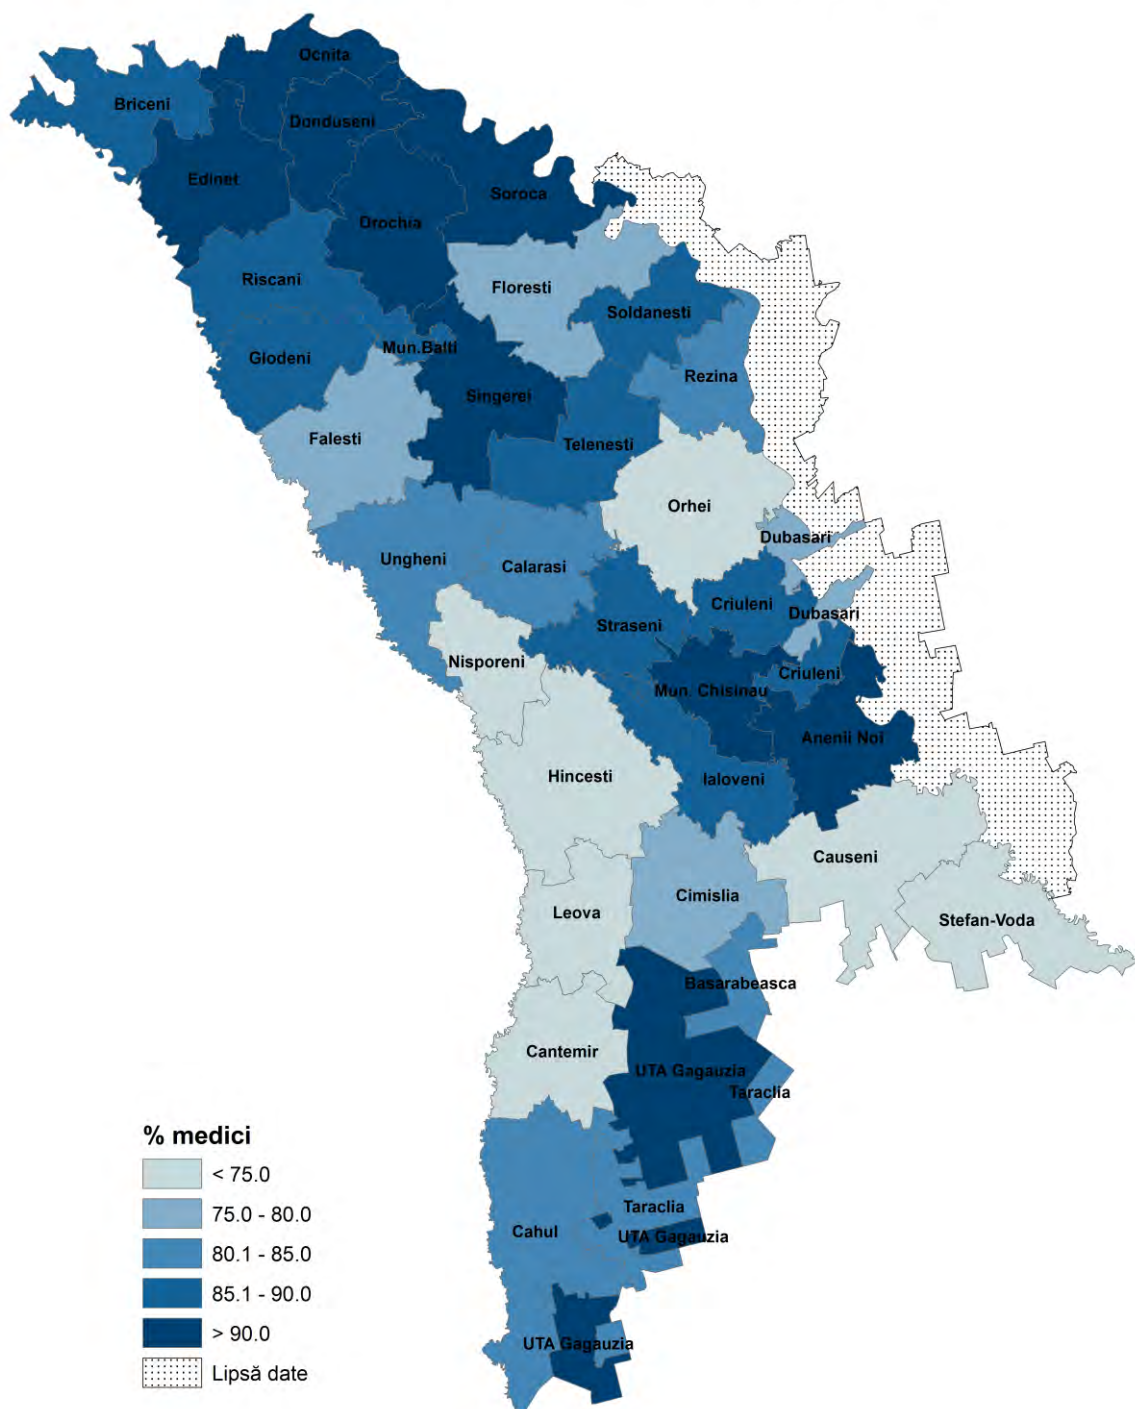 Ocnita
Briceni
Donduseni
Edinet
Soroca
Drochia
Riscani
Floresti
Soldanesti
Mun.Balti
Glodeni
Rezina
Singerei
Falesti
Telenesti
Orhei
Dubasari
Ungheni
Calarasi
Criuleni
Dubasari
Straseni
Nisporeni
Criuleni
Mun. Chisinau
Anenii Noi
Hincesti
Ialoveni
Causeni
Cimislia
Leova
Stefan-Voda
Basarabeasca
Cantemir
UTA Gagauzia
Taraclia
% medici
< 75.0
75.0 - 80.0
80.1 - 85.0
85.1 - 90.0
> 90.0
Lipsă date
Taraclia
Cahul
UTA Gagauzia
UTA Gagauzia